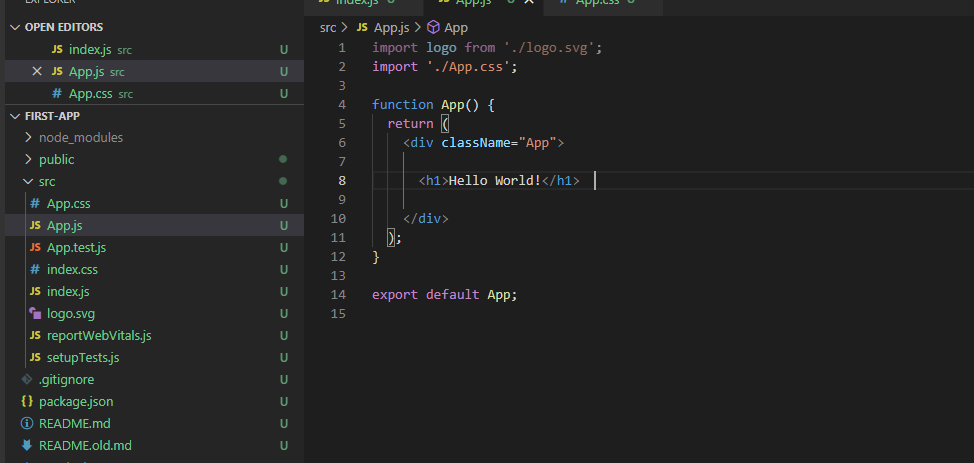 EXPLORER
index.js U
App.js U X
App.css U
OPEN EDITORS
JS index.js src U
X JS App.js src U
# App.css src U
FIRST-APP
node_modules
public
src
# App.css U
JS App.js U
JS App.test.js U
# index.css U
JS index.js U
logo.svg U
JS reportWebVitals.js U
JS setupTests.js U
.gitignore U
{} package.json U
README.md U
README.old.md U
src > JS App.js > App
1 import logo from './logo.svg';
2 import './App.css';
3
4 function App() {
5 return (
6 <div className="App">
7
8 <h1>Hello World!</h1>
9
10 </div>
11 );
12 }
13
14 export default App;
15